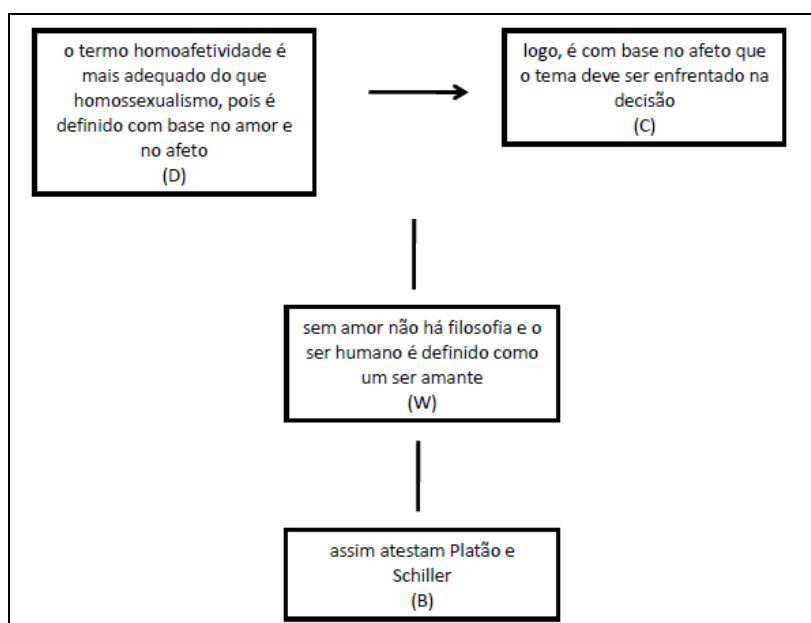 o termo homoafetividade é
mais adequado do que
homossexualismo, pois é
definido com base no amor e
no afeto
(D)
logo, é com base no afeto que
o tema deve ser enfrentado na
decisão
(C)
sem amor não há filosofia e o
ser humano é definido como
um ser amante
(W)
assim atestam Platão e
Schiller
(B)